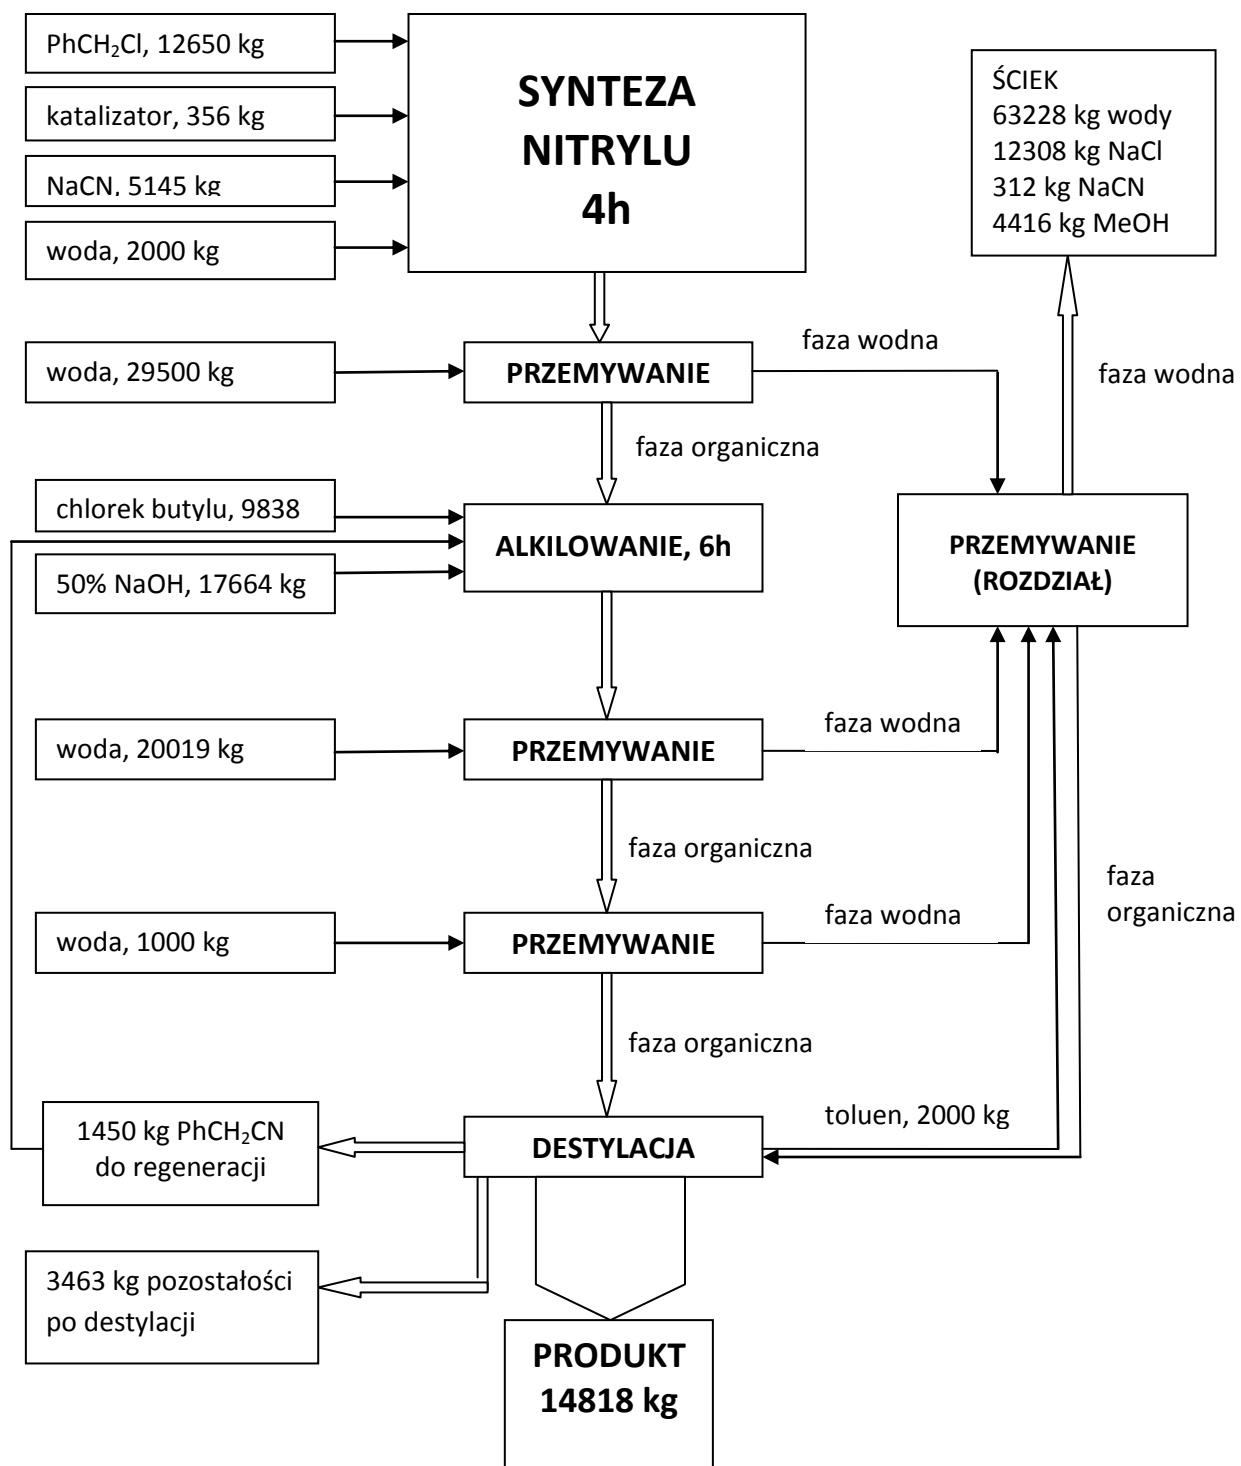 PhCH₂Cl, 12650 kg
katalizator, 356 kg
NaCN, 5145 kg
woda, 2000 kg
SYNTEZA
NITRYLU
4h
ŚCIEK
63228 kg wody
12308 kg NaCl
312 kg NaCN
4416 kg MeOH
woda, 29500 kg
PRZEMYWANIE
faza wodna
faza wodna
faza organiczna
chlorek butylu, 9838
ALKILOWANIE, 6h
50% NaOH, 17664 kg
PRZEMYWANIE
(ROZDZIAŁ)
woda, 20019 kg
PRZEMYWANIE
faza wodna
faza organiczna
faza
organiczna
woda, 1000 kg
PRZEMYWANIE
faza wodna
faza organiczna
1450 kg PhCH₂CN
do regeneracji
DESTYLACJA
toluen, 2000 kg
3463 kg pozostałości
po destylacji
PRODUKT
14818 kg